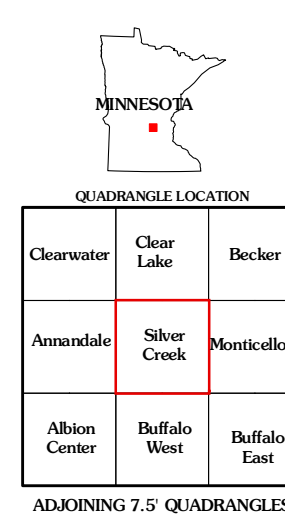 MINNESOTA
QUADRANGLE LOCATION
Clearwater
Clear
Lake
Becker
Annandale
Silver
Creek
Monticello
Albion
Center
Buffalo
West
Buffalo
East
ADJOINING 7.5' QUADRANGLES